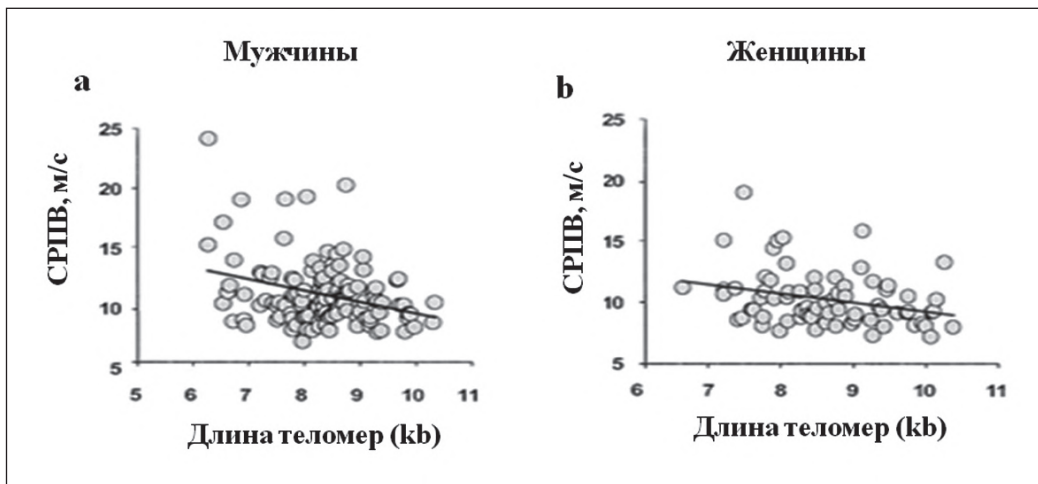 Мужчины
a
СРПВ, м/с
25
20
15
10
5
5 6 7 8 9 10 11
Длина теломер (kb)
Женщины
b
СРПВ, м/с
25
20
15
10
5
6 7 8 9 10 11
Длина теломер (kb)